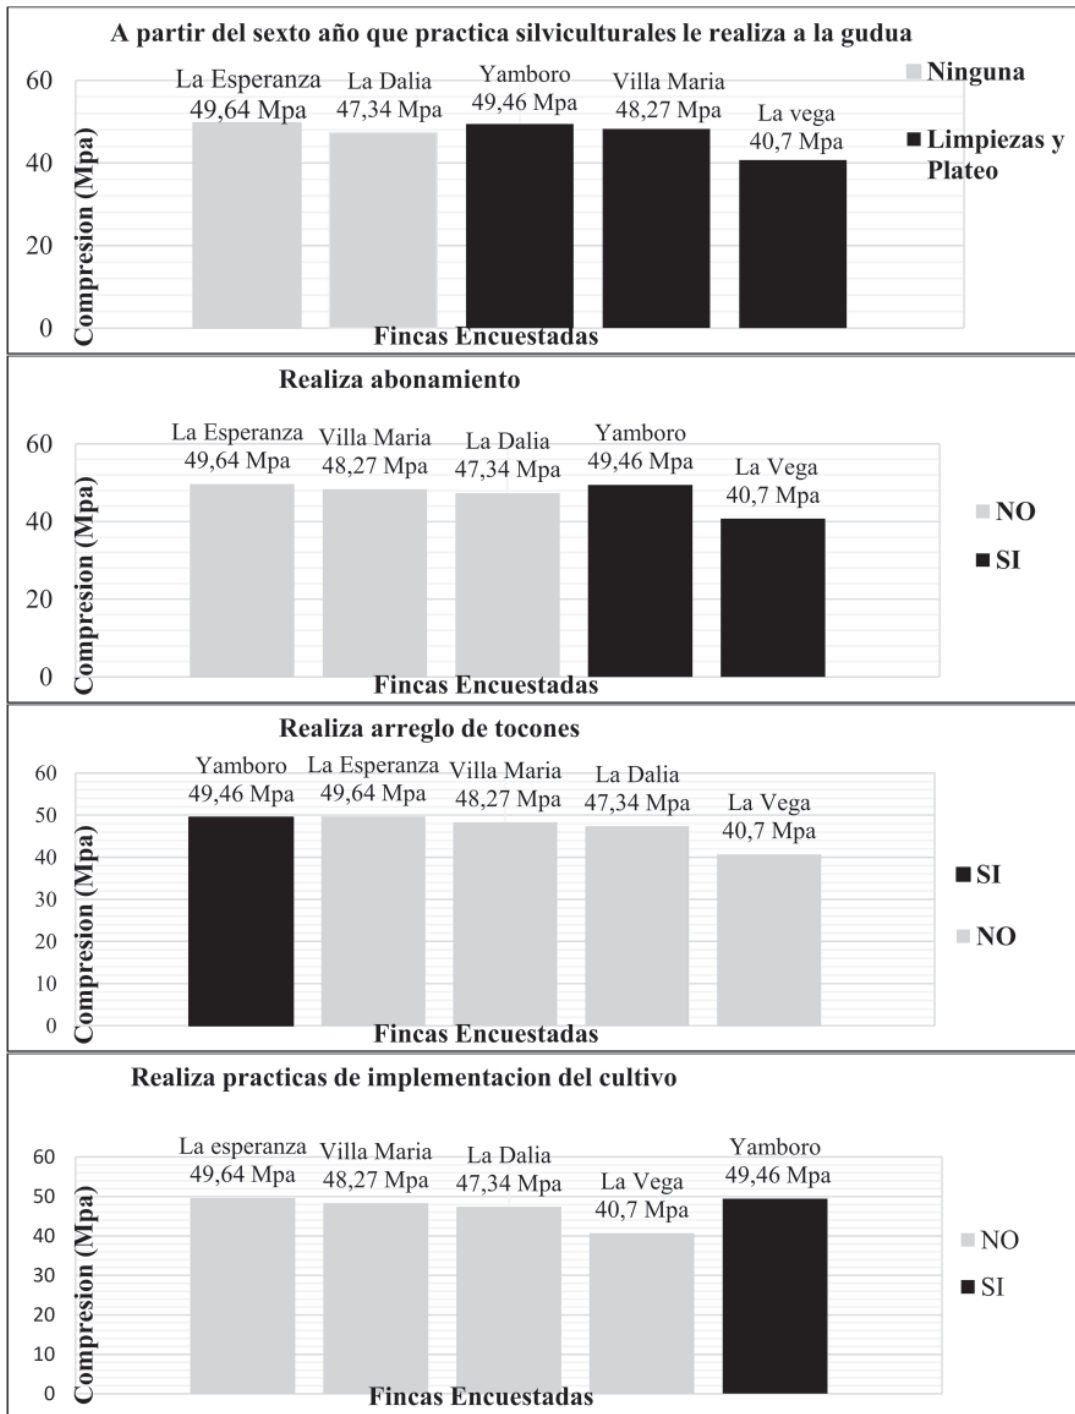 A partir del sexto año que practica silviculturales le realiza a la gudua
Compresion (Mpa)
60
40
20
0
La Esperanza
49,64 Mpa
La Dalia
47,34 Mpa
Yamboro
49,46 Mpa
Villa Maria
48,27 Mpa
La vega
40,7 Mpa
Ninguna
Limpiezas y
Plateo
Fincas Encuestadas
Realiza abonamiento
Compresion (Mpa)
60
40
20
0
La Esperanza
49,64 Mpa
Villa Maria
48,27 Mpa
La Dalia
47,34 Mpa
Yamboro
49,46 Mpa
La Vega
40,7 Mpa
NO
SI
Fincas Encuestadas
Realiza arreglo de tocones
Compresion (Mpa)
60
50
40
30
20
10
0
Yamboro
49,46 Mpa
La Esperanza
49,64 Mpa
Villa Maria
48,27 Mpa
La Dalia
47,34 Mpa
La Vega
40,7 Mpa
SI
NO
Fincas Encuestadas
Realiza practicas de implementacion del cultivo
Compresion (Mpa)
60
50
40
30
20
10
0
La esperanza
49,64 Mpa
Villa Maria
48,27 Mpa
La Dalia
47,34 Mpa
La Vega
40,7 Mpa
Yamboro
49,46 Mpa
NO
SI
Fincas Encuestadas